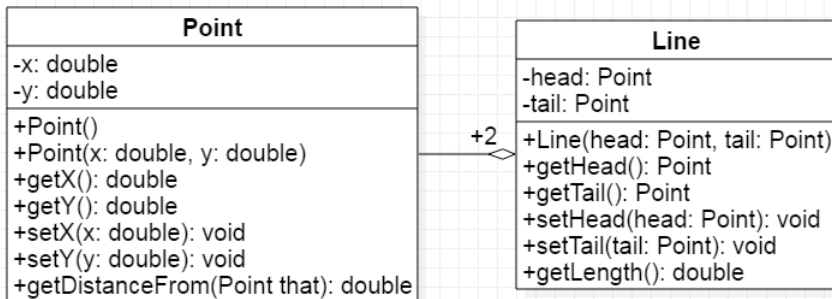 Point
-x: double
-y: double
+Point()
+Point(x: double, y: double)
+getX(): double
+getY(): double
+setX(x: double): void
+setY(y: double): void
+getDistanceFrom(Point that): double
+2
Line
-head: Point
-tail: Point
+Line(head: Point, tail: Point)
+getHead(): Point
+getTail(): Point
+setHead(head: Point): void
+setTail(tail: Point): void
+getLength(): double